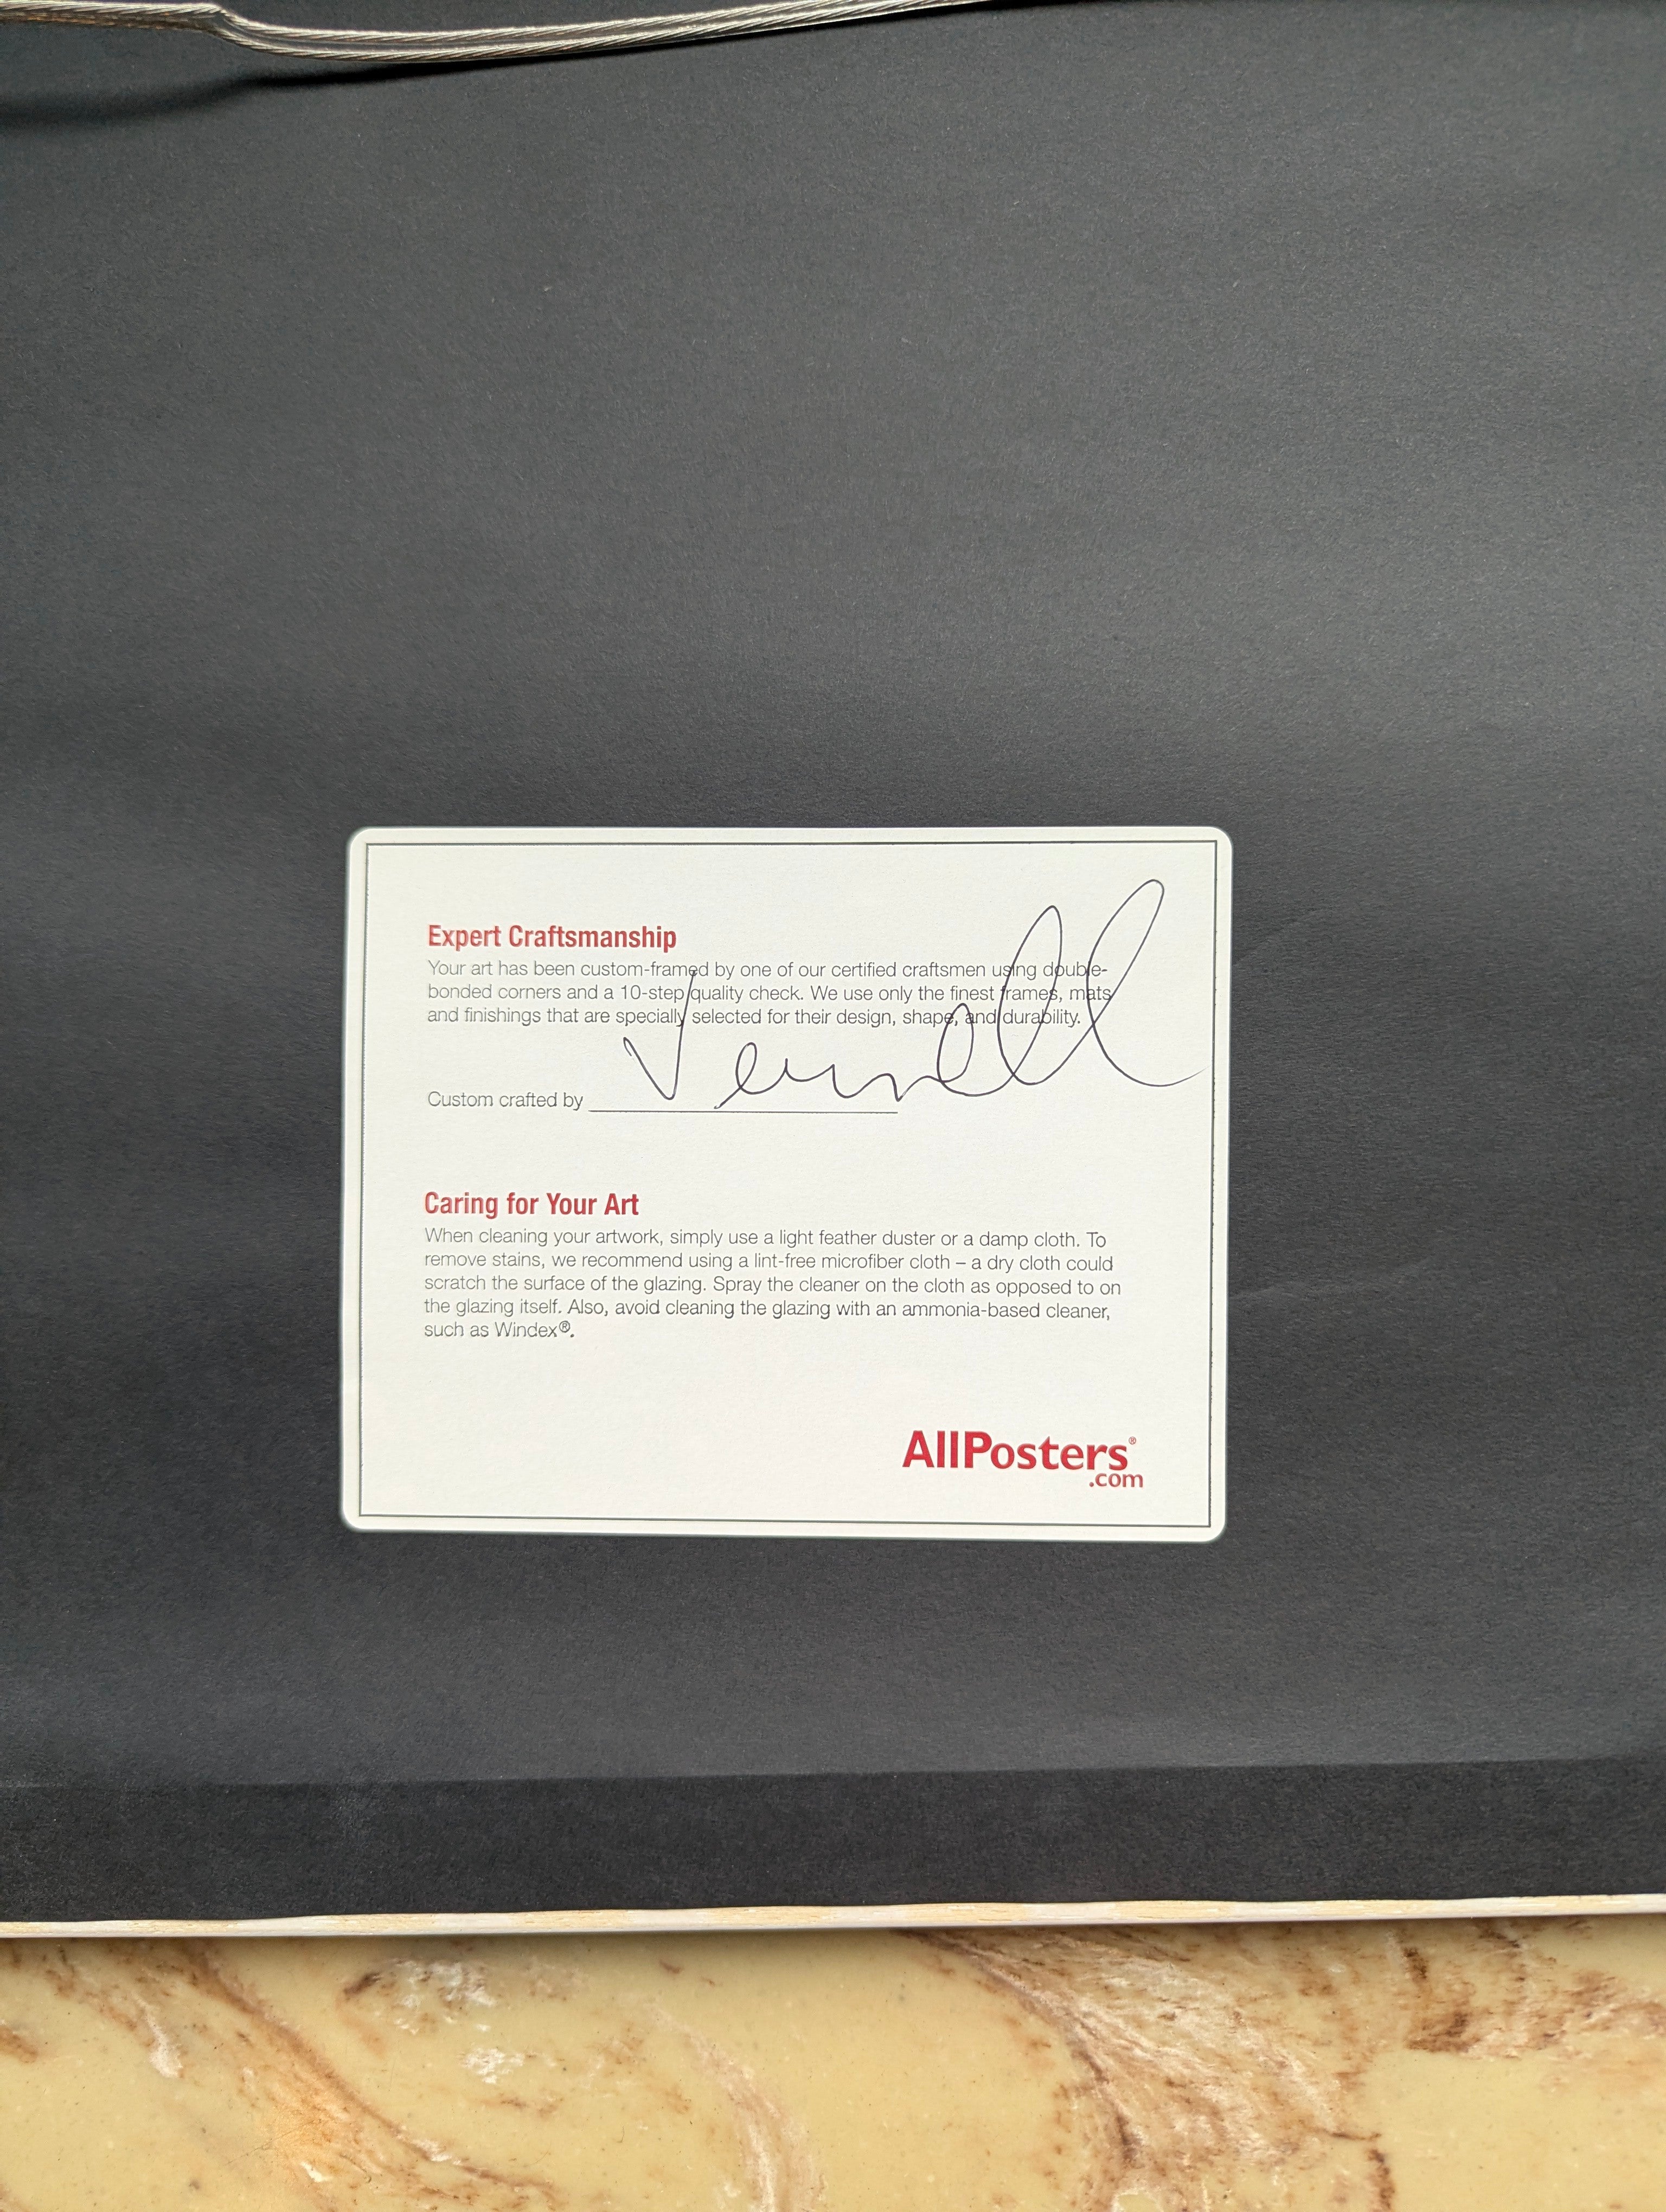 Expert Craftsmanship
Your art has been custom-framed by one of our certified craftsmen using double-
bonded corners and a 10-step quality check. We use only the finest frames, mats
and finishings that are specially selected for their design, shape, and durability.
Custom crafted by
Caring for Your Art
When cleaning your artwork, simply use a light feather duster or a damp cloth. To
remove stains, we recommend using a lint-free microfiber cloth – a dry cloth could
scratch the surface of the glazing. Spray the cleaner on the cloth as opposed to on
the glazing itself. Also, avoid cleaning the glazing with an ammonia-based cleaner,
such as Windex®.
AllPosters®
.com